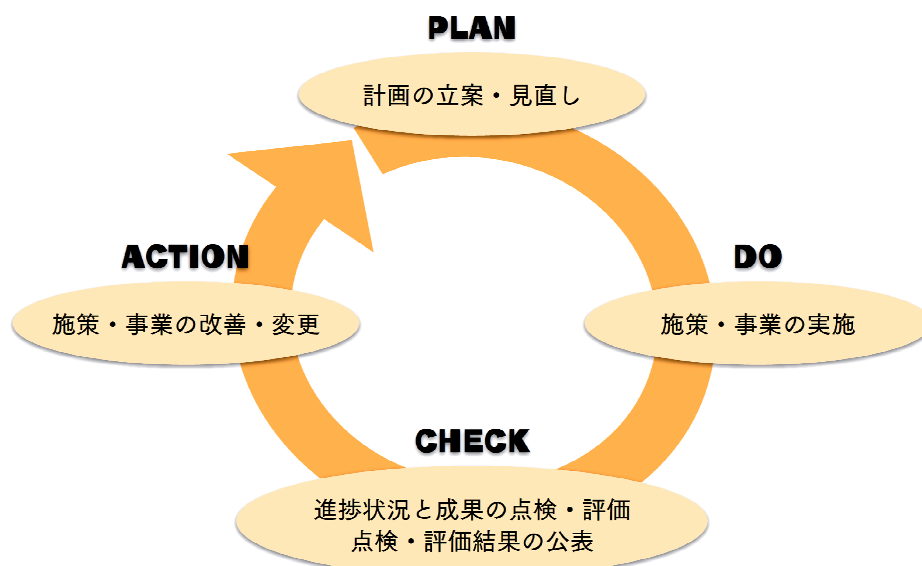 PLAN
計画の立案・見直し
ACTION
施策・事業の改善・変更
DO
施策・事業の実施
CHECK
進捗状況と成果の点検・評価
点検・評価結果の公表